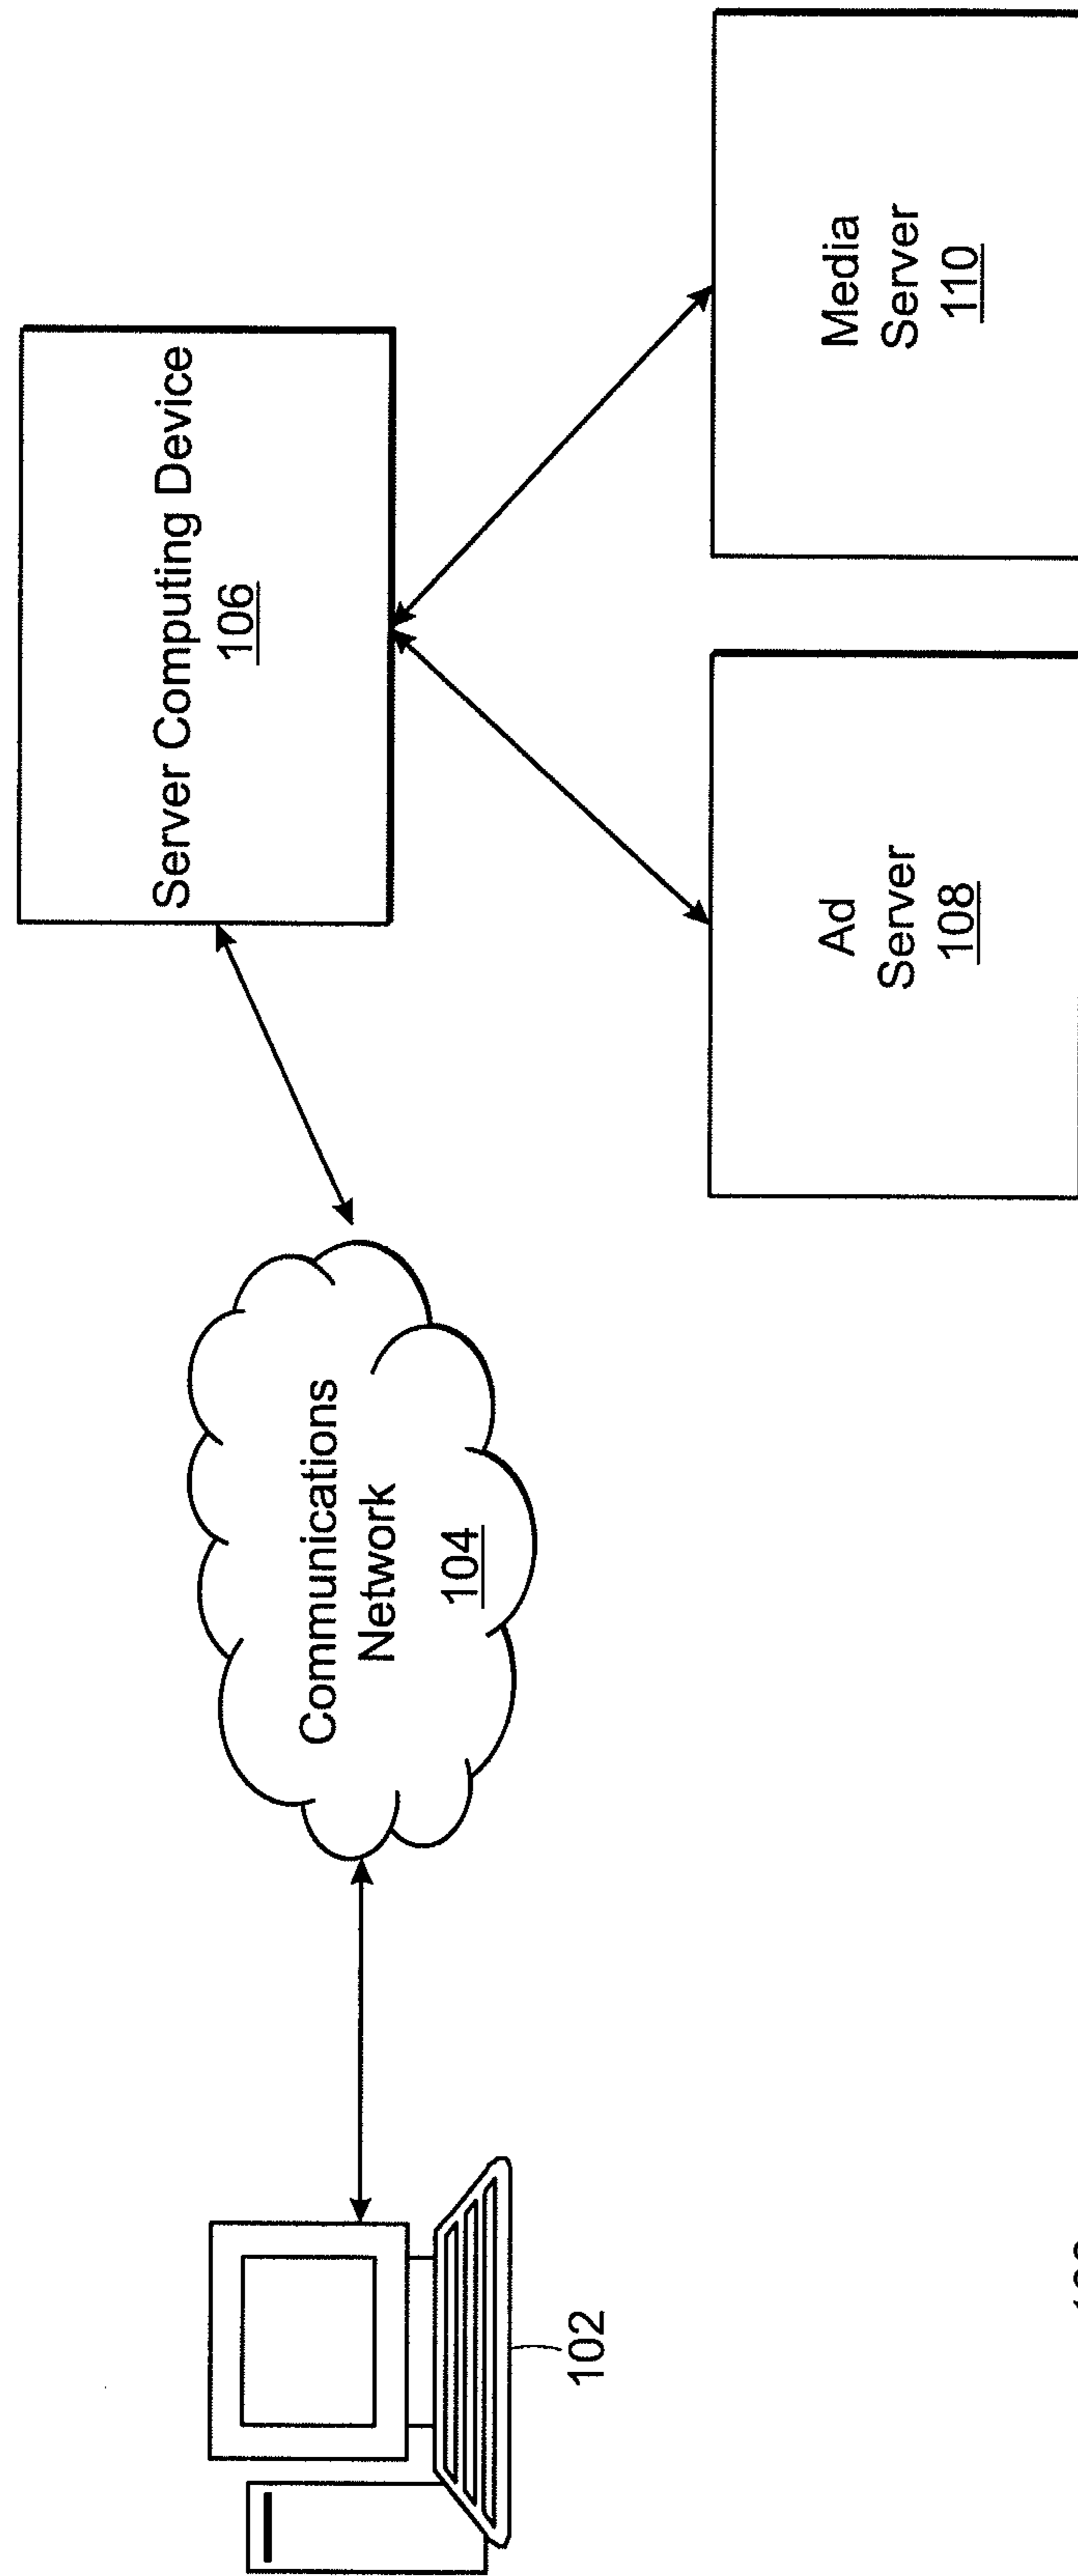 Server Computing Device
106
Communications
Network
104
102
Ad
Server
108
Media
Server
110